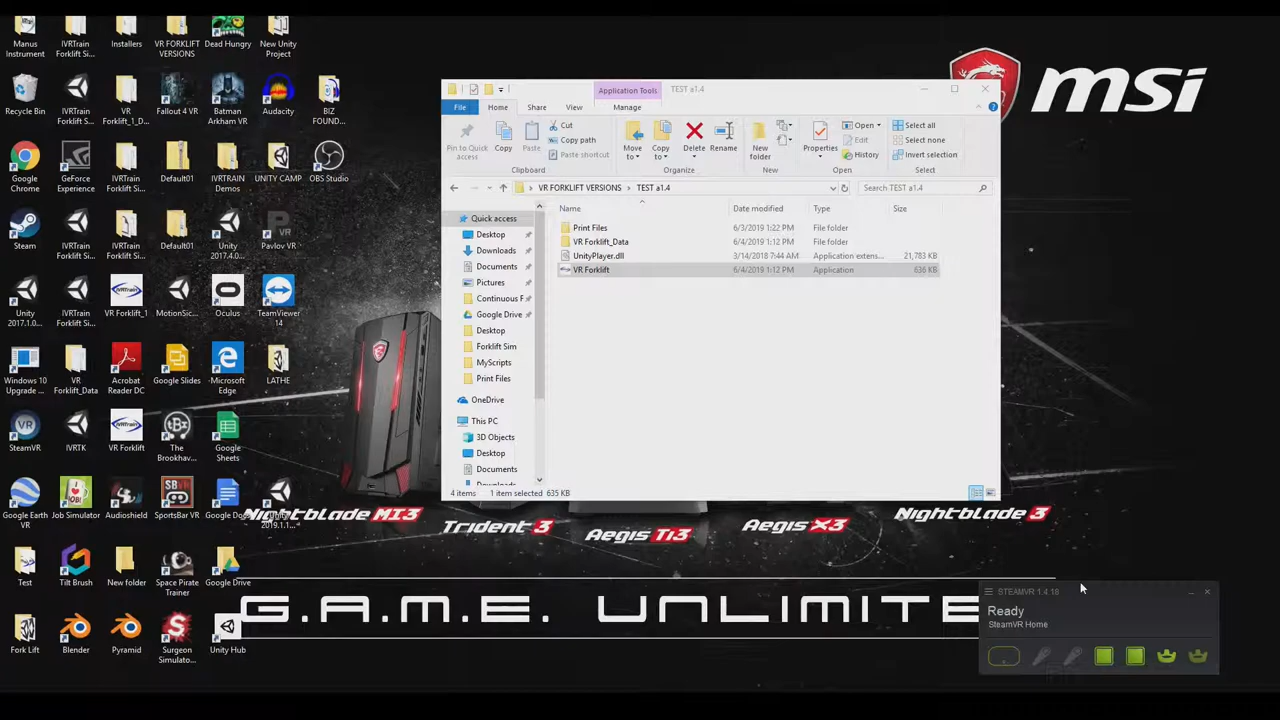 Manus Instrument
IVRTrain Forklift Si...
Installers
VR FORKLIFT VERSIONS
Dead Hungry
New Unity Project
Recycle Bin
IVRTrain Forklift S...
VR Forklift_1_D...
Fallout 4 VR
Batman Arkham VR
Audacity
BIZ FOUND...
Google Chrome
GeForce Experience
IVRTrain Forklift Si...
Default01
IVRTRAIN Demos
UNITY CAMP
OBS Studio
Steam
IVRTrain Forklift Si...
IVRTrain Forklift Si...
Default01
Unity 2017.4.0...
Pavlov VR
Unity 2017.1.0...
IVRTrain Forklift Si...
VR Forklift_1
MotionSic...
Oculus
TeamViewer 14
Windows 10 Upgrade ...
VR Forklift_Data
Acrobat Reader DC
Google Slides
Microsoft Edge
LATHE
SteamVR
IVRTK
VR Forklift
The Brookhav...
Google Sheets
Google Earth VR
Job Simulator
Audioshield
SportsBar VR
Google Docs
Unity 2019.1.1...
Test
Tilt Brush
New folder
Space Pirate Trainer
Google Drive
Fork Lift
Blender
Pyramid
Surgeon Simulato...
Unity Hub
msi
Application Tools
TEST a1.4
File
Home
Share
View
Manage
Pin to Quick access
Copy
Paste
Cut
Copy path
Paste shortcut
Clipboard
Move to
Copy to
Delete
Rename
Organize
New folder
New
Properties
Open
Edit
History
Open
Select all
Select none
Invert selection
Select
VR FORKLIFT VERSIONS
TEST a1.4
Search TEST a1.4
Name
Date modified
Type
Size
Print Files 6/3/2019 1:22 PM File folder
VR Forklift_Data 6/4/2019 1:12 PM File folder
UnityPlayer.dll 3/14/2018 7:44 AM Application extens... 21,783 KB
VR Forklift 6/4/2019 1:12 PM Application 636 KB
Quick access
Desktop
Downloads
Documents
Pictures
Continuous F
Google Drive
Desktop
Forklift Sim
MyScripts
Print Files
OneDrive
This PC
3D Objects
Desktop
Documents
Downloads
4 items 1 item selected 635 KB
Nightblade MI3
Trident 3
Aegis Ti3
Aegis X3
Nightblade 3
G.A.M.E. UNLIMITE
STEAMVR 1.4.18
Ready
SteamVR Home